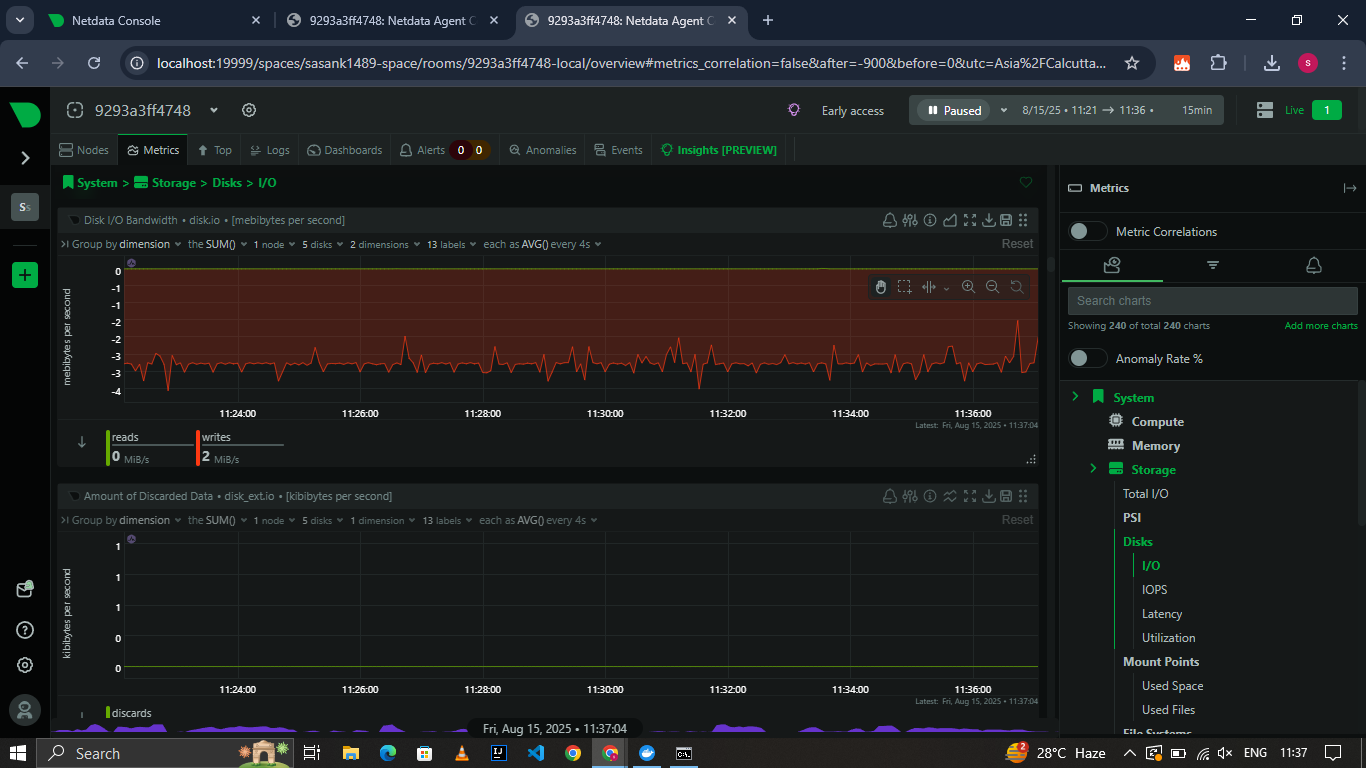 Netdata Console
9293a3ff4748: Netdata Agent C
9293a3ff4748: Netdata Agent C
localhost:19999/spaces/sasank1489-space/rooms/9293a3ff4748-local/overview#metrics_correlation=false&after=-900&before=0&utc=Asia%2FCalcutta...
s
9293a3ff4748
Early access
Paused
8/15/25 • 11:21 → 11:36 •
15min
Live
1
Nodes
Metrics
Top
Logs
Dashboards
Alerts
0
0
Anomalies
Events
Insights [PREVIEW]
Ss
System > Storage > Disks > I/O
Disk I/O Bandwidth • disk.io • [mebibytes per second]
Group by dimension the SUM() 1 node 5 disks 2 dimensions 13 labels each as AVG() every 4s
Reset
mebibytes per second
0
-1
-1
-2
-2
-3
-3
-4
11:24:00
11:26:00
11:28:00
11:30:00
11:32:00
11:34:00
11:36:00
Latest: Fri, Aug 15, 2025 • 11:37:04
reads
0 MiB/s
writes
2 MiB/s
Amount of Discarded Data • disk_ext.io • [kibibytes per second]
Group by dimension the SUM() 1 node 5 disks 1 dimension 13 labels each as AVG() every 4s
Reset
kibibytes per second
1
1
1
0
0
11:24:00
11:26:00
11:28:00
11:30:00
11:32:00
11:34:00
11:36:00
Latest: Fri, Aug 15, 2025 • 11:37:04
discards
Fri, Aug 15, 2025 • 11:37:04
Metrics
Metric Correlations
Search charts
Showing 240 of total 240 charts
Add more charts
Anomaly Rate %
System
Compute
Memory
Storage
Total I/O
PSI
Disks
I/O
IOPS
Latency
Utilization
Mount Points
Used Space
Used Files
File Systems
Search
2
28°C Haze
ENG
11:37